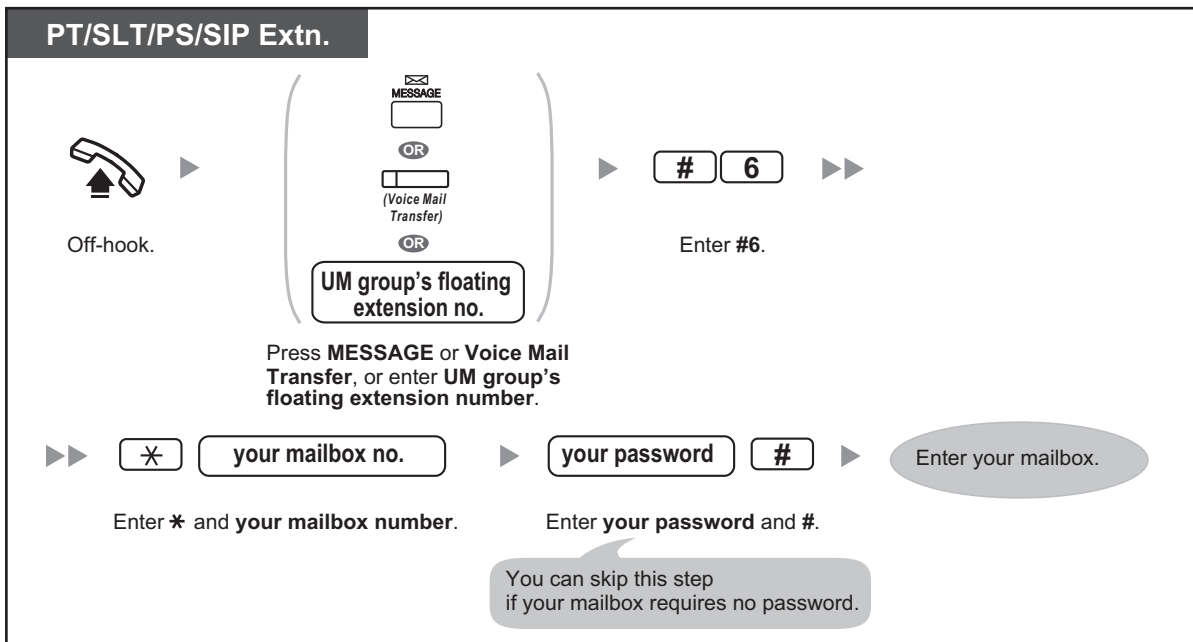 PT/SLT/PS/SIP Extn.
MESSAGE
OR
(Voice Mail
Transfer)
OR
UM group's floating
extension no.
# 6
Off-hook.
Press MESSAGE or Voice Mail
Transfer, or enter UM group's
floating extension number.
Enter #6.
* your mailbox no.
your password #
Enter your mailbox.
Enter * and your mailbox number.
Enter your password and #.
You can skip this step
if your mailbox requires no password.